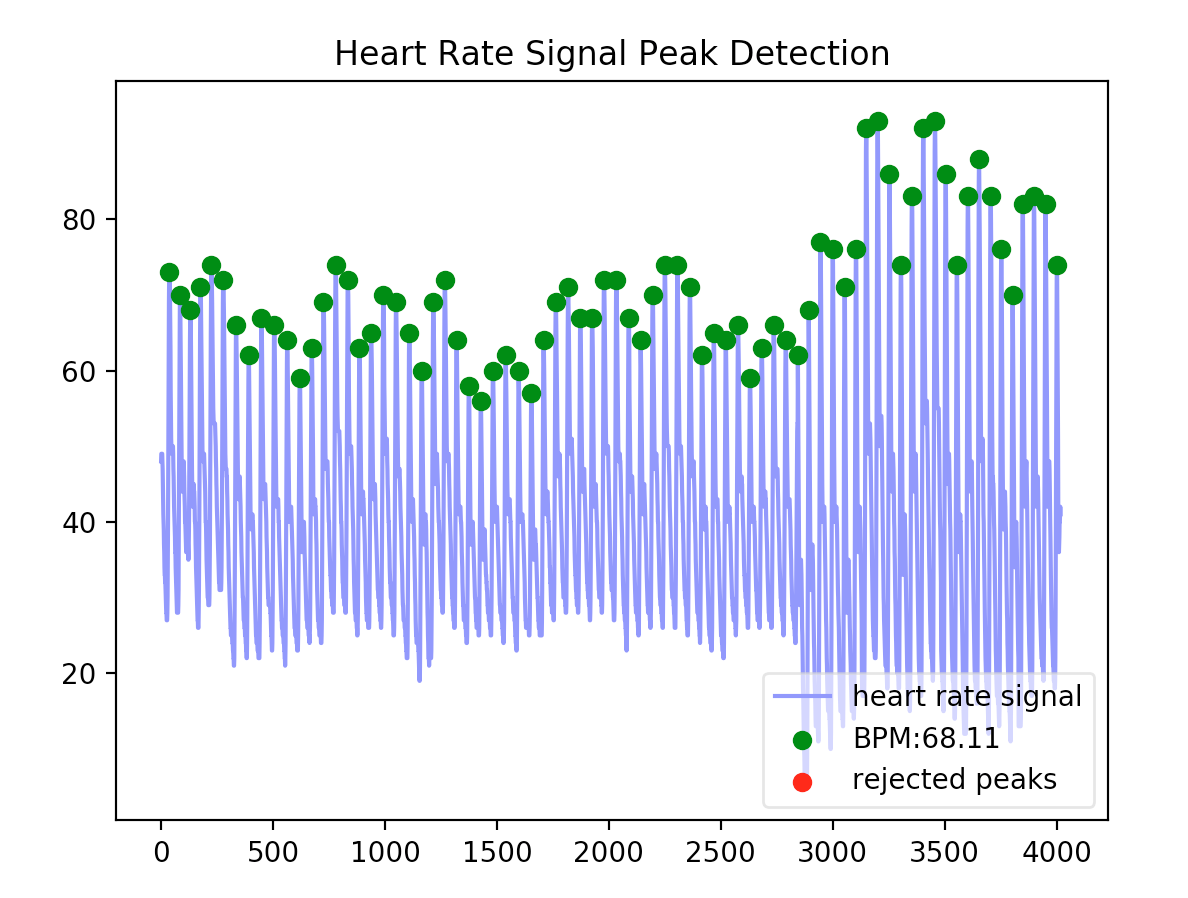 Heart Rate Signal Peak Detection
80
60
40
20
heart rate signal
BPM:68.11
rejected peaks
0 500 1000 1500 2000 2500 3000 3500 4000